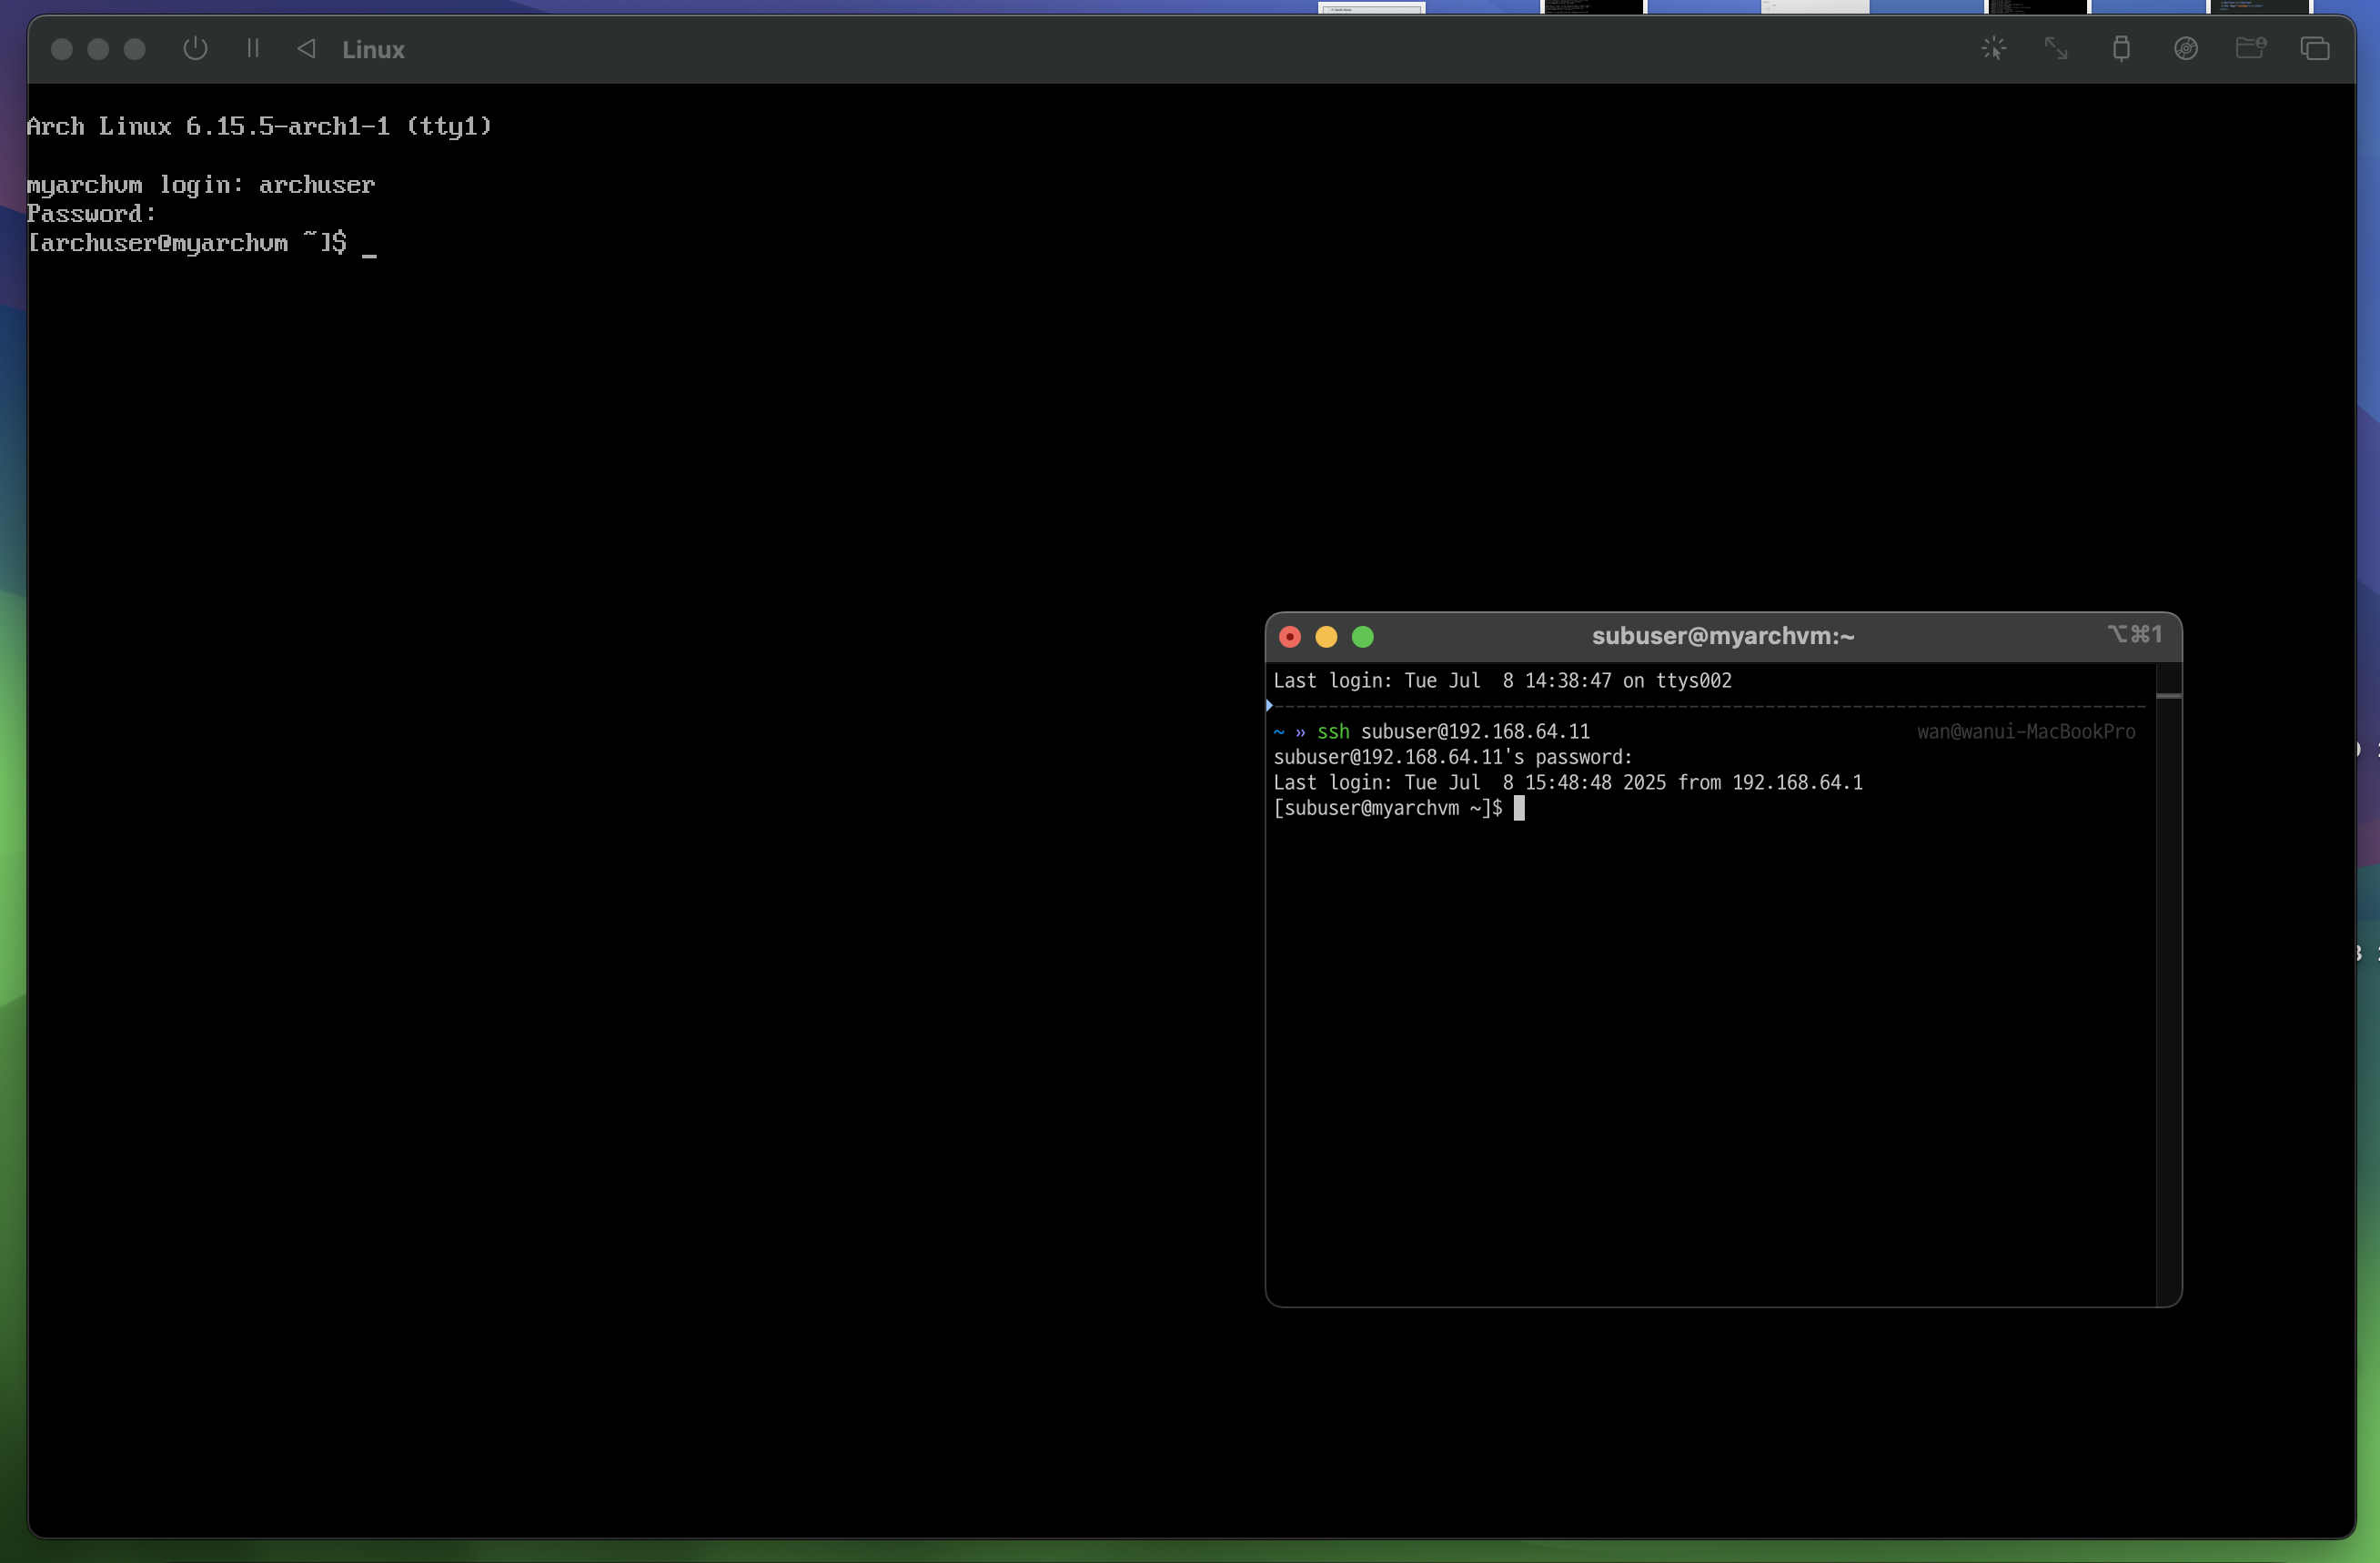 Linux
Arch Linux 6.15.5-arch1-1 (tty1)
myarchvm login: archuser
Password:
[archuser@myarchvm ~]$ _
subuser@myarchvm:~
⌥⌘1
Last login: Tue Jul  8 14:38:47 on ttys002
~ » ssh subuser@192.168.64.11
wan@wanui-MacBookPro
subuser@192.168.64.11's password:
Last login: Tue Jul  8 15:48:48 2025 from 192.168.64.1
[subuser@myarchvm ~]$